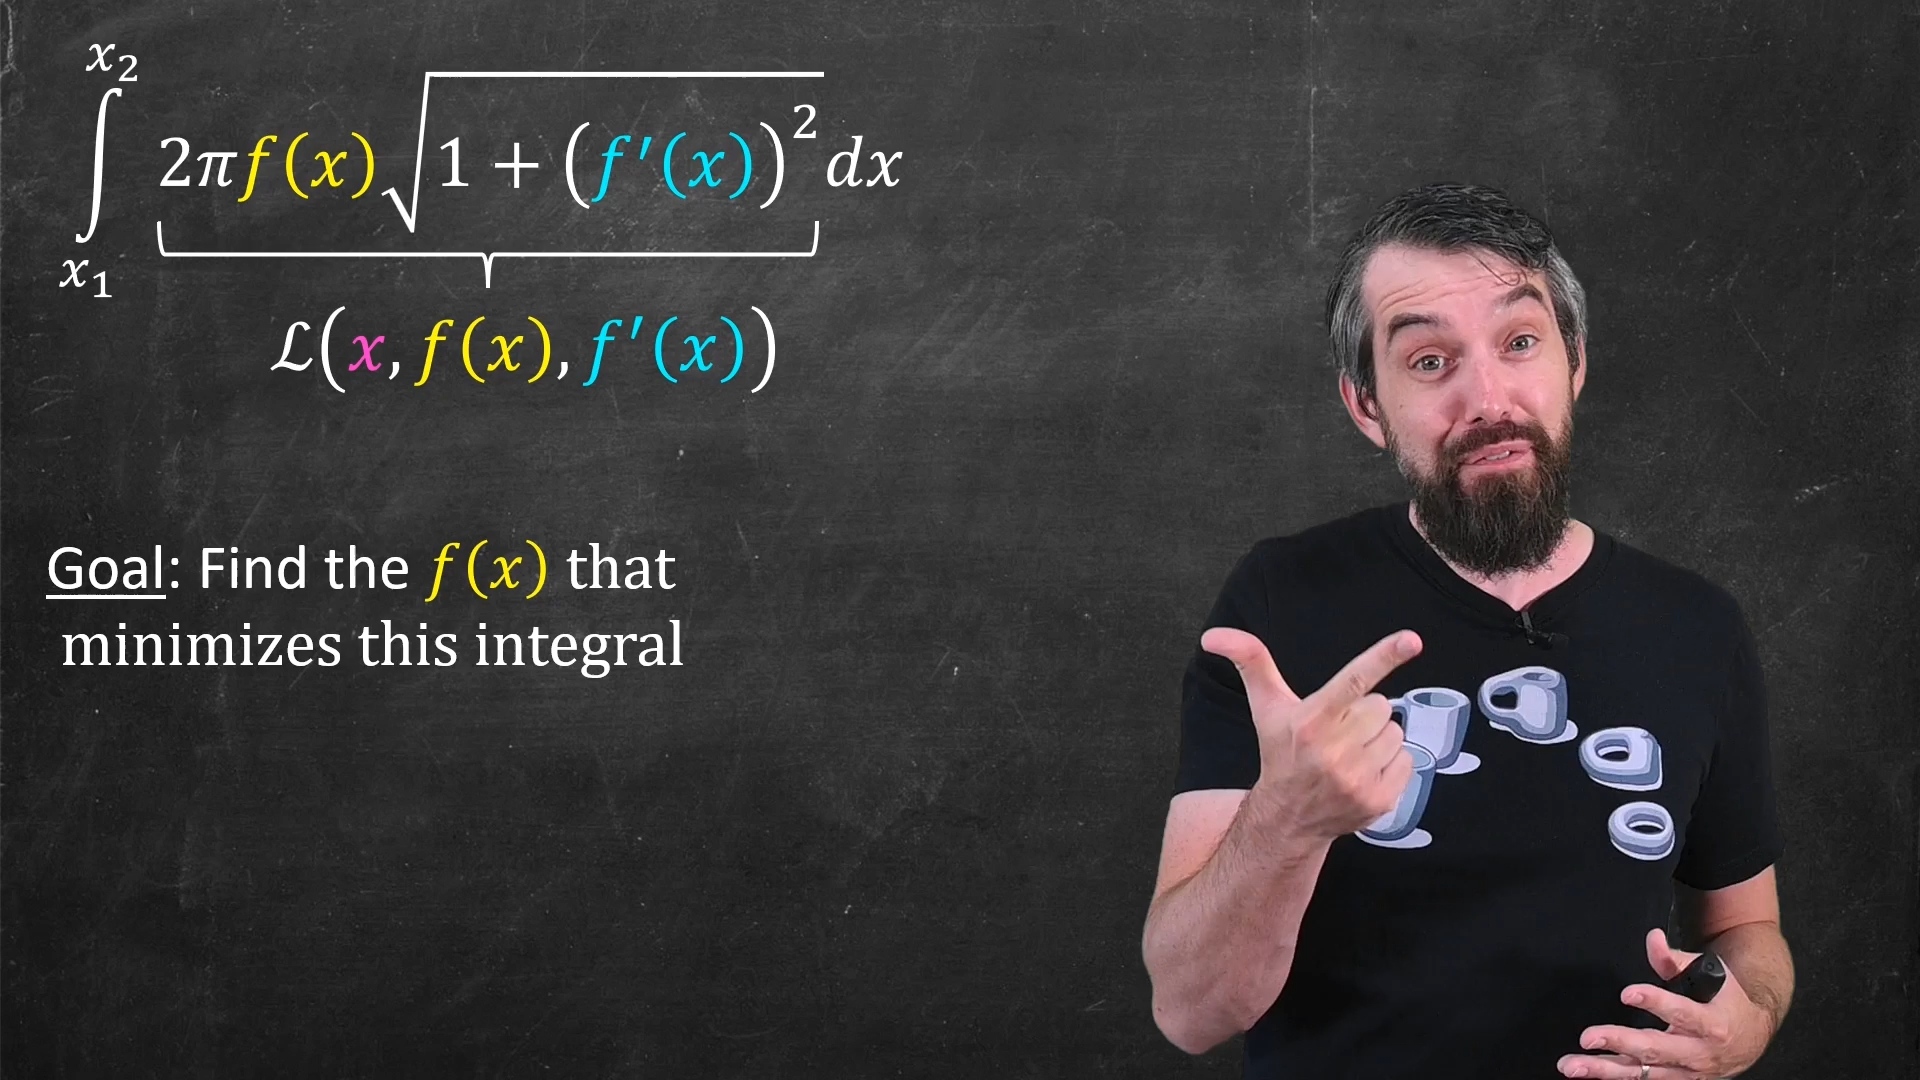 ∫_{x₁}^{x₂} 2πf(x)√(1 + (f′(x))²) dx
ℒ(x, f(x), f′(x))
Goal: Find the f(x) that
minimizes this integral